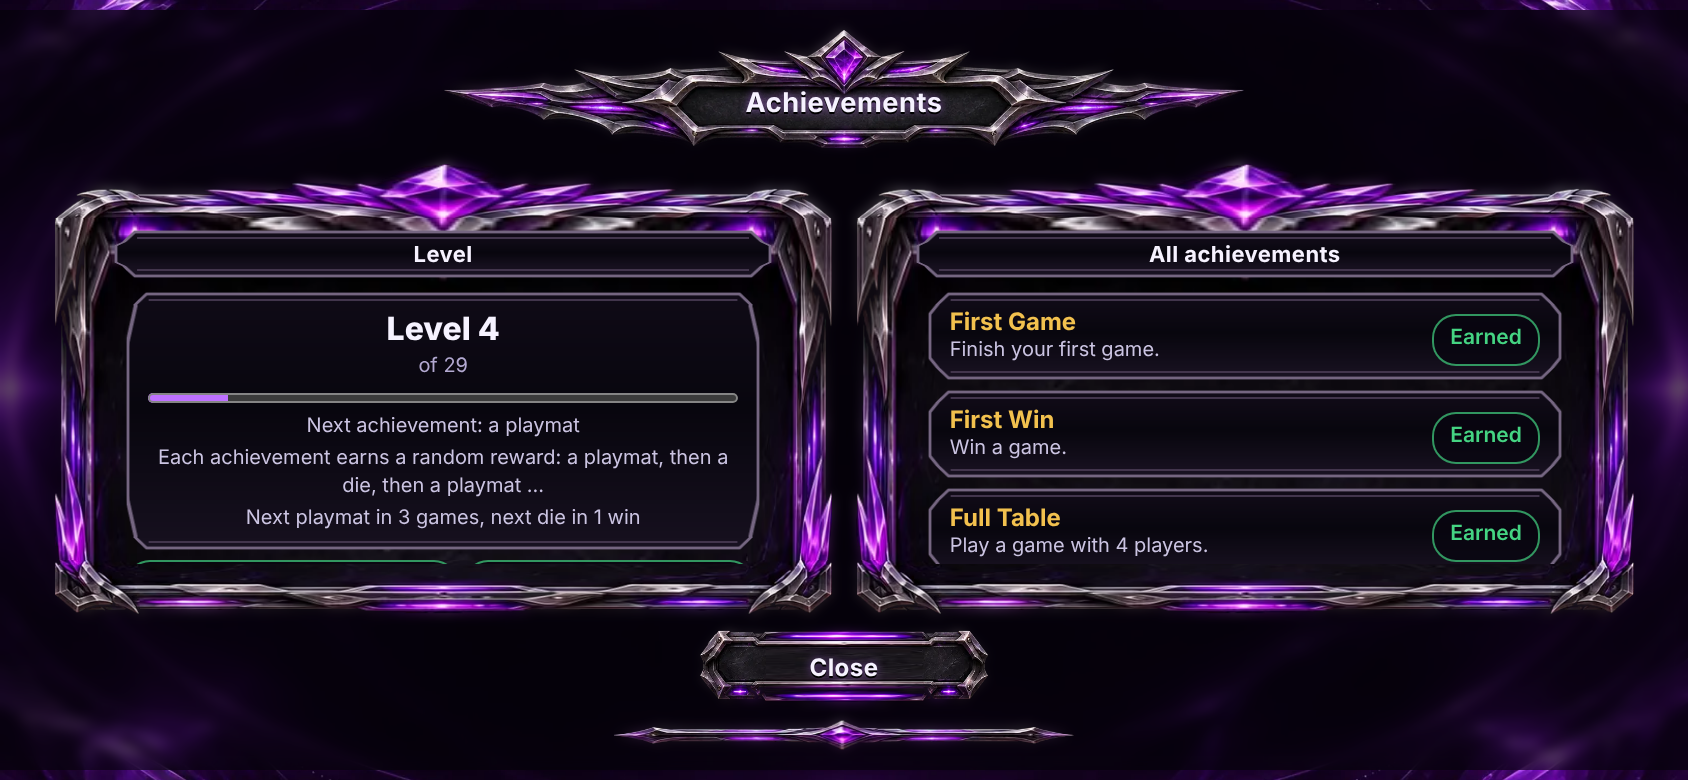 Achievements
Level
Level 4
of 29
Next achievement: a playmat
Each achievement earns a random reward: a playmat, then a
die, then a playmat ...
Next playmat in 3 games, next die in 1 win
All achievements
First Game
Finish your first game.
Earned
First Win
Win a game.
Earned
Full Table
Play a game with 4 players.
Earned
Close